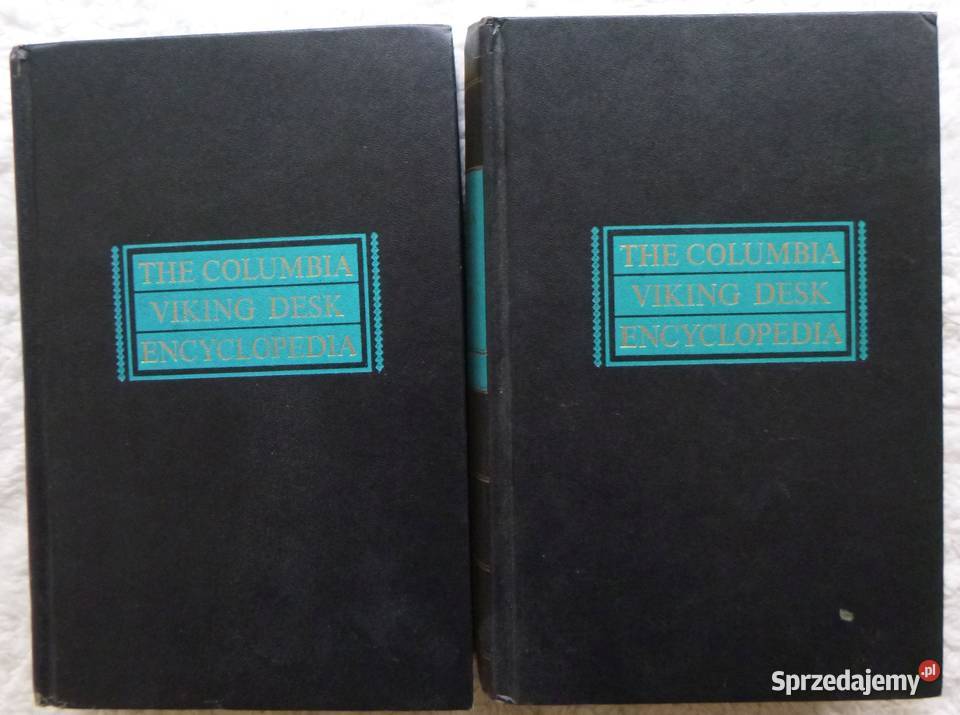 THE COLUMBIA
VIKING DESK
ENCYCLOPEDIA
THE COLUMBIA
VIKING DESK
ENCYCLOPEDIA
Sprzedajemy.pl